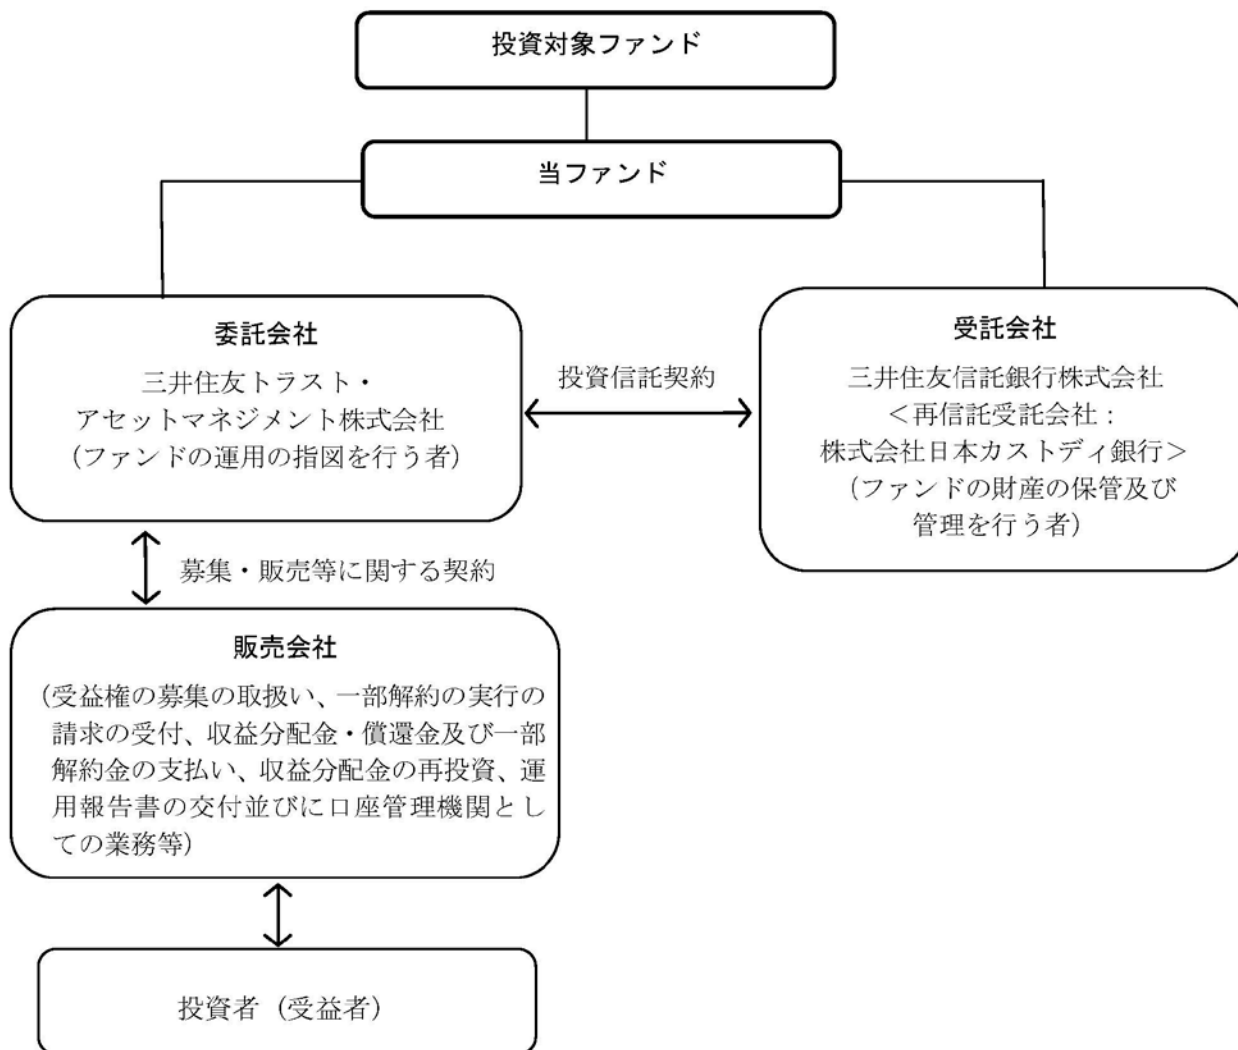 投資対象ファンド
当ファンド
委託会社
三井住友トラスト・
アセットマネジメント株式会社
（ファンドの運用の指図を行う者）
投資信託契約
受託会社
三井住友信託銀行株式会社
＜再信託受託会社：
株式会社日本カストディ銀行＞
（ファンドの財産の保管及び
管理を行う者）
募集・販売等に関する契約
販売会社
（受益権の募集の取扱い、一部解約の実行の
請求の受付、収益分配金・償還金及び一部
解約金の支払い、収益分配金の再投資、運
用報告書の交付並びに口座管理機関とし
ての業務等）
投資者（受益者）